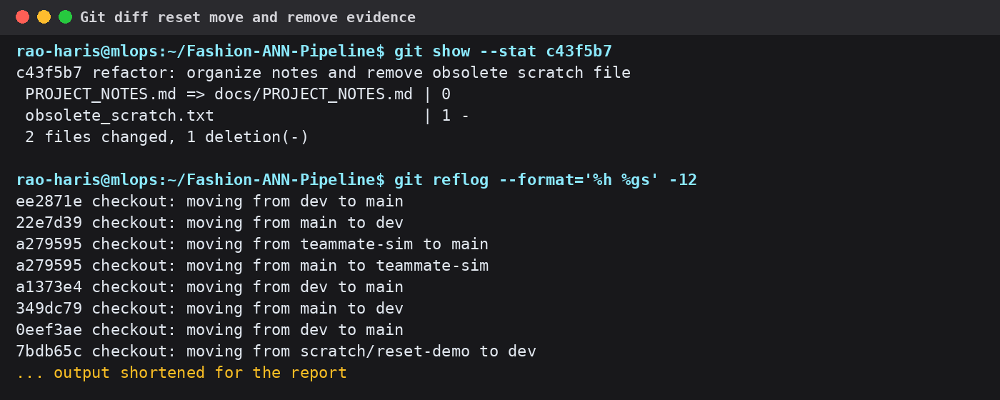 Git diff reset move and remove evidence
rao-haris@mlops:~/Fashion-ANN-Pipeline$ git show --stat c43f5b7
c43f5b7 refactor: organize notes and remove obsolete scratch file
 PROJECT_NOTES.md => docs/PROJECT_NOTES.md | 0
 obsolete_scratch.txt                      | 1 -
 2 files changed, 1 deletion(-)
rao-haris@mlops:~/Fashion-ANN-Pipeline$ git reflog --format='%h %gs' -12
ee2871e checkout: moving from dev to main
22e7d39 checkout: moving from main to dev
a279595 checkout: moving from teammate-sim to main
a279595 checkout: moving from main to teammate-sim
a1373e4 checkout: moving from dev to main
349dc79 checkout: moving from main to dev
0eef3ae checkout: moving from dev to main
7bdb65c checkout: moving from scratch/reset-demo to dev
... output shortened for the report